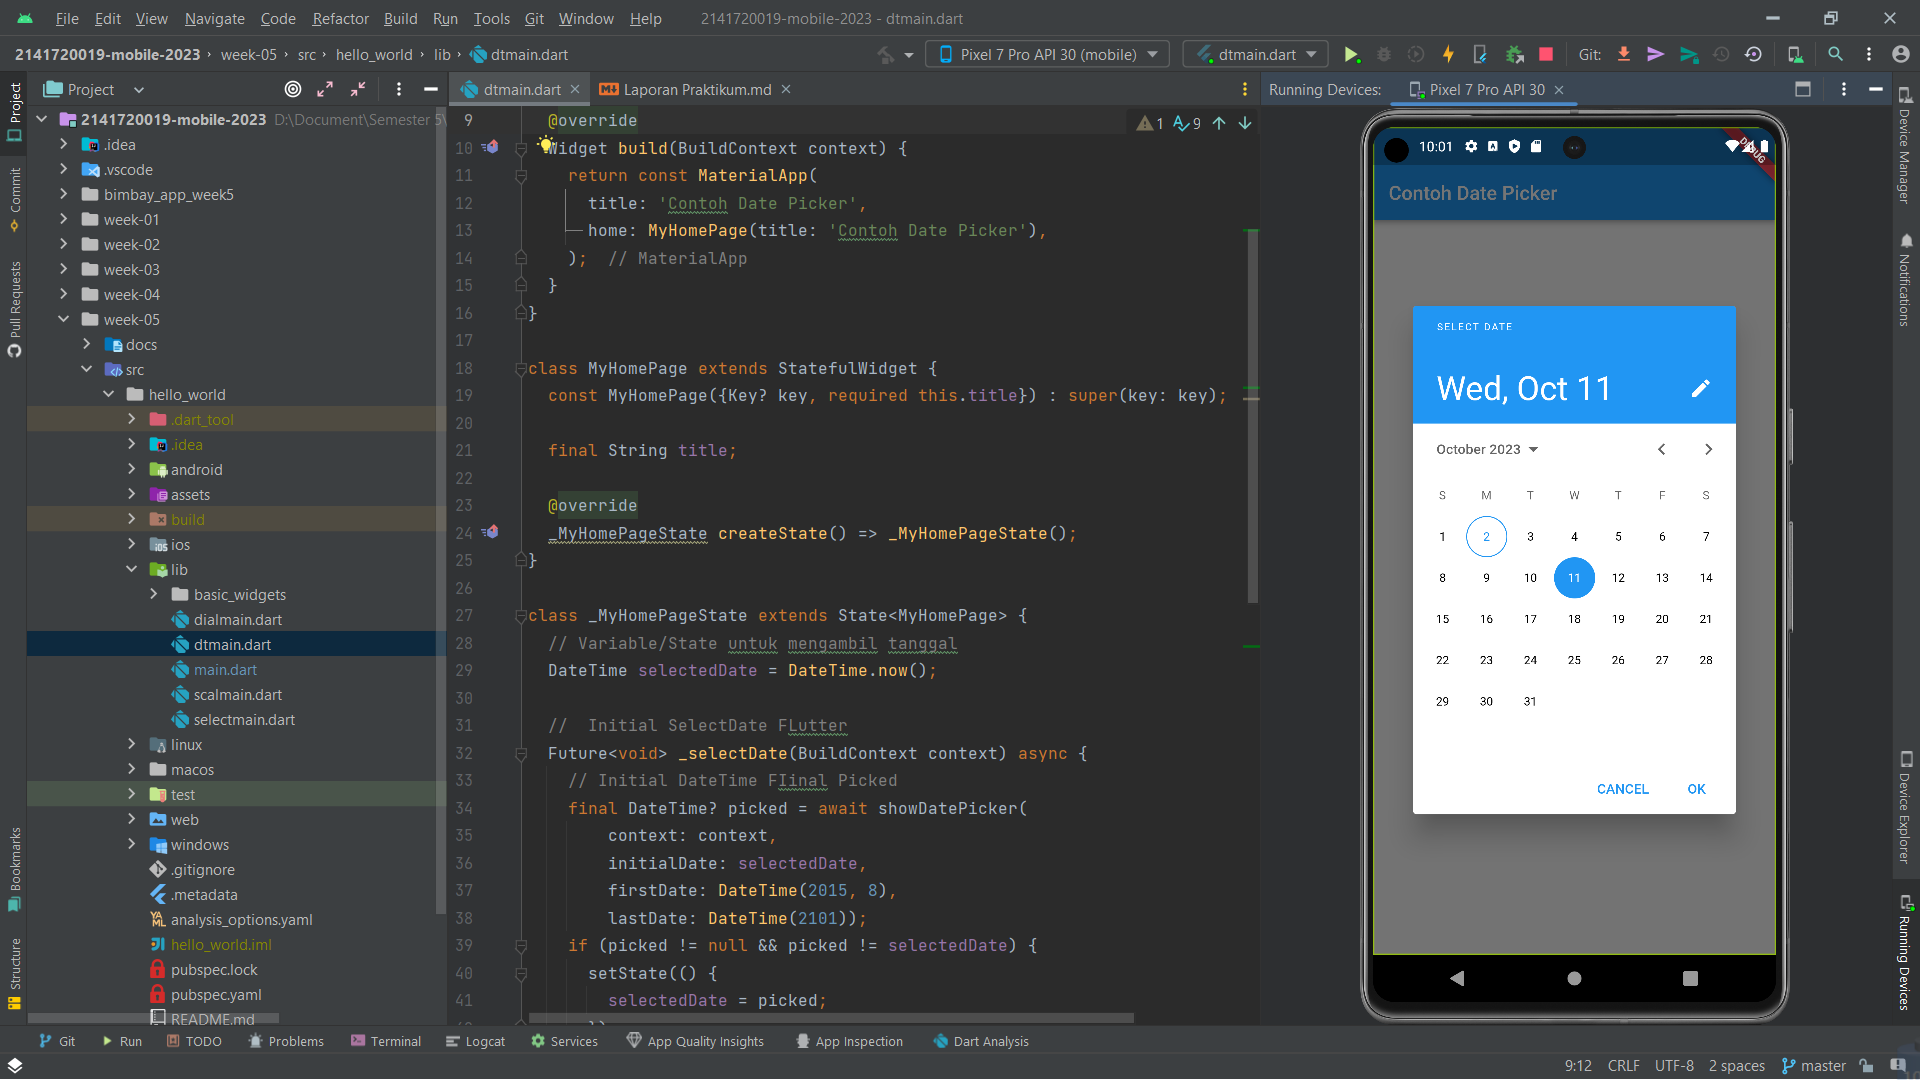 File Edit View Navigate Code Refactor Build Run Tools Git Window Help 2141720019-mobile-2023 - dtmain.dart
2141720019-mobile-2023 week-05 src hello_world lib dtmain.dart Pixel 7 Pro API 30 (mobile) dtmain.dart Git:
Project
Commit
Pull Requests
Bookmarks
Structure
Project
2141720019-mobile-2023 D:\Document\Semester 5\
.idea
.vscode
bimbay_app_week5
week-01
week-02
week-03
week-04
week-05
docs
src
hello_world
.dart_tool
.idea
android
assets
build
ios
lib
basic_widgets
dialmain.dart
dtmain.dart
main.dart
scalmain.dart
selectmain.dart
linux
macos
test
web
windows
.gitignore
.metadata
analysis_options.yaml
hello_world.iml
pubspec.lock
pubspec.yaml
README.md
dtmain.dart Laporan Praktikum.md
1 9
9 @override
10 Widget build(BuildContext context) {
11 return const MaterialApp(
12 title: 'Contoh Date Picker',
13 home: MyHomePage(title: 'Contoh Date Picker'),
14 ); // MaterialApp
15 }
16 }
17
18 class MyHomePage extends StatefulWidget {
19 const MyHomePage({Key? key, required this.title}) : super(key: key);
20
21 final String title;
22
23 @override
24 _MyHomePageState createState() => _MyHomePageState();
25 }
26
27 class _MyHomePageState extends State<MyHomePage> {
28 // Variable/State untuk mengambil tanggal
29 DateTime selectedDate = DateTime.now();
30
31 // Initial SelectDate FLutter
32 Future<void> _selectDate(BuildContext context) async {
33 // Initial DateTime FIinal Picked
34 final DateTime? picked = await showDatePicker(
35 context: context,
36 initialDate: selectedDate,
37 firstDate: DateTime(2015, 8),
38 lastDate: DateTime(2101));
39 if (picked != null && picked != selectedDate) {
40 setState(() {
41 selectedDate = picked;
Running Devices: Pixel 7 Pro API 30
10:01
DEBUG
Contoh Date Picker
SELECT DATE
Wed, Oct 11
October 2023
S M T W T F S
1 2 3 4 5 6 7
8 9 10 11 12 13 14
15 16 17 18 19 20 21
22 23 24 25 26 27 28
29 30 31
CANCEL OK
Device Manager
Notifications
Device Explorer
Running Devices
Git Run TODO Problems Terminal Logcat Services App Quality Insights App Inspection Dart Analysis
9:12 CRLF UTF-8 2 spaces master